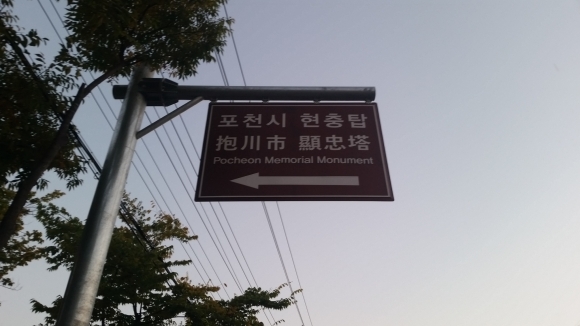 포천시 현충탑
抱川市 顯忠塔
Pocheon Memorial Monument